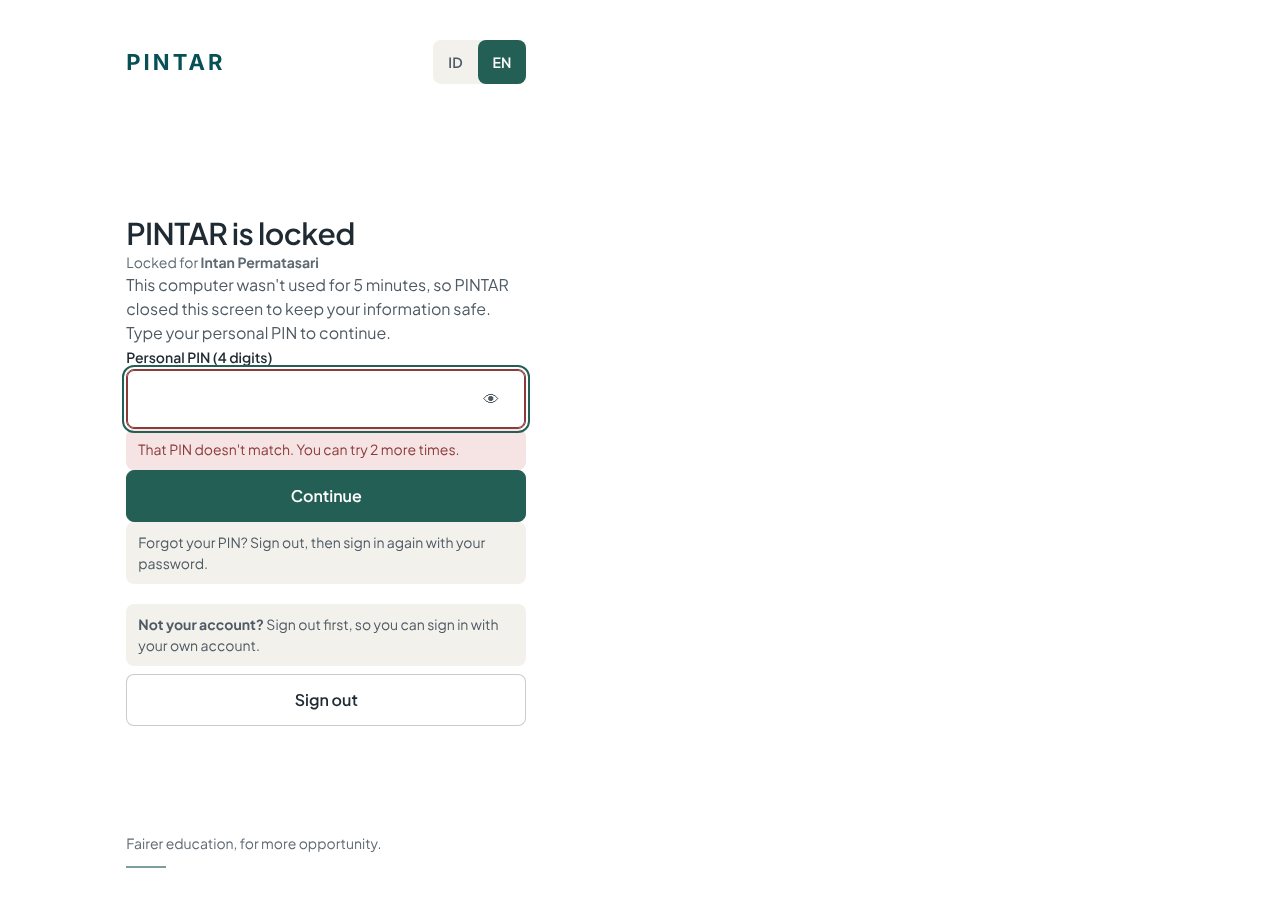 PINTAR
ID
EN
PINTAR is locked
Locked for Intan Permatasari
This computer wasn't used for 5 minutes, so PINTAR
closed this screen to keep your information safe.
Type your personal PIN to continue.
Personal PIN (4 digits)
That PIN doesn't match. You can try 2 more times.
Continue
Forgot your PIN? Sign out, then sign in again with your
password.
Not your account? Sign out first, so you can sign in with
your own account.
Sign out
Fairer education, for more opportunity.